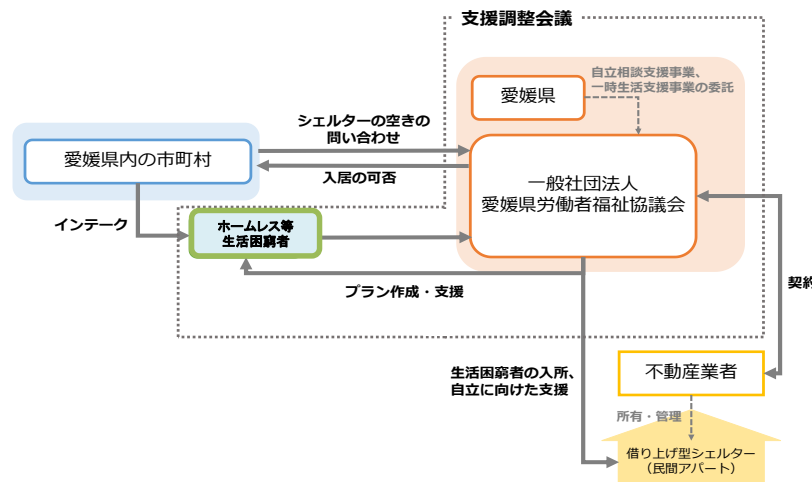 支援調整会議
自立相談支援事業、
一時生活支援事業の委託
愛媛県
シェルターの空きの
問い合わせ
愛媛県内の市町村
入居の可否
一般社団法人
愛媛県労働者福祉協議会
インテーク
ホームレス等
生活困窮者
プラン作成・支援
契約
生活困窮者の入所、
自立に向けた支援
不動産業者
所有・管理
借り上げ型シェルター
（民間アパート）